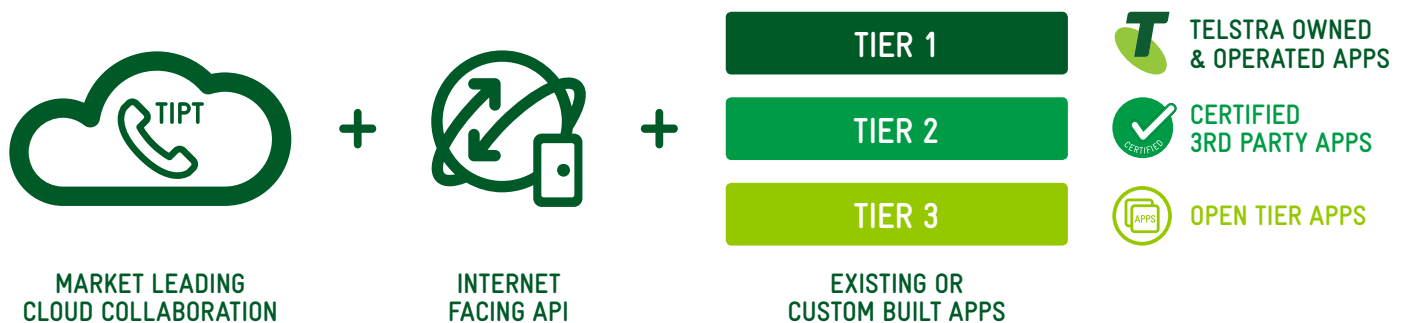 TIPT
+
+
TIER 1
TIER 2
TIER 3
T
TELSTRA OWNED
& OPERATED APPS
CERTIFIED
CERTIFIED
3RD PARTY APPS
APPS
OPEN TIER APPS
MARKET LEADING
CLOUD COLLABORATION
INTERNET
FACING API
EXISTING OR
CUSTOM BUILT APPS